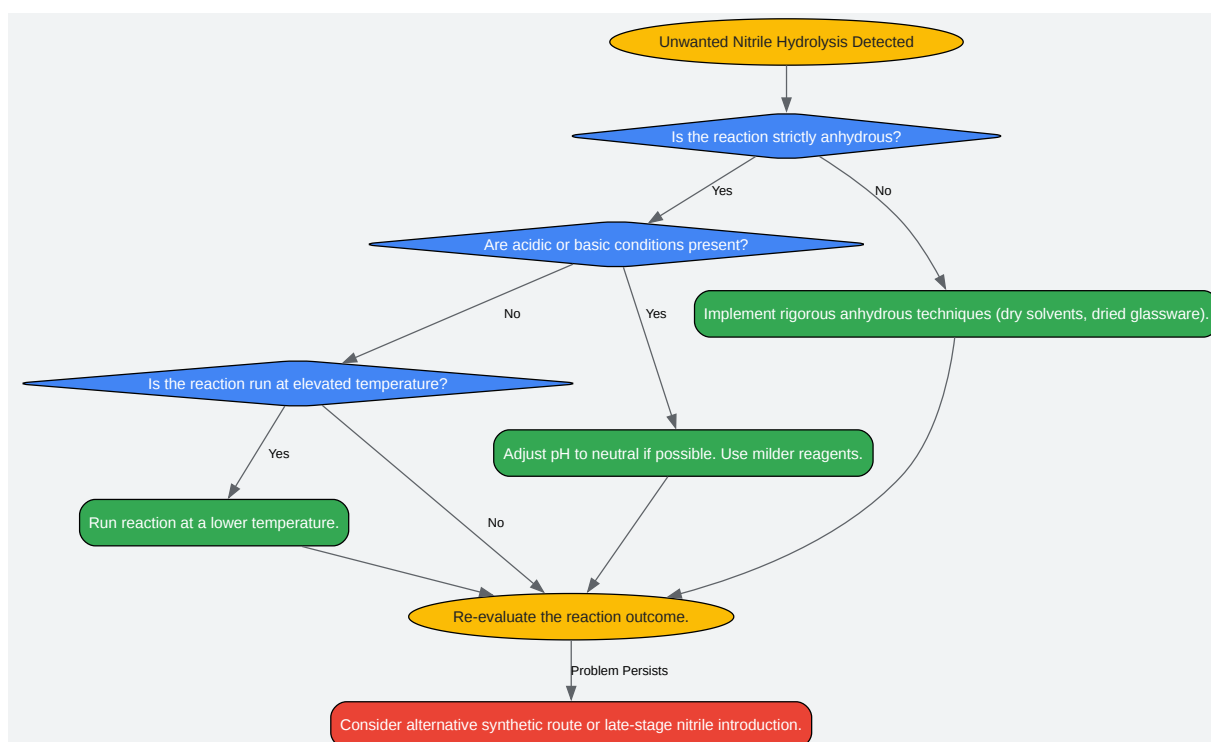 Unwanted Nitrile Hydrolysis Detected
Is the reaction strictly anhydrous?
Yes
No
Are acidic or basic conditions present?
Implement rigorous anhydrous techniques (dry solvents, dried glassware).
No
Yes
Is the reaction run at elevated temperature?
Yes
Adjust pH to neutral if possible. Use milder reagents.
Run reaction at a lower temperature.
No
Re-evaluate the reaction outcome.
Problem Persists
Consider alternative synthetic route or late-stage nitrile introduction.